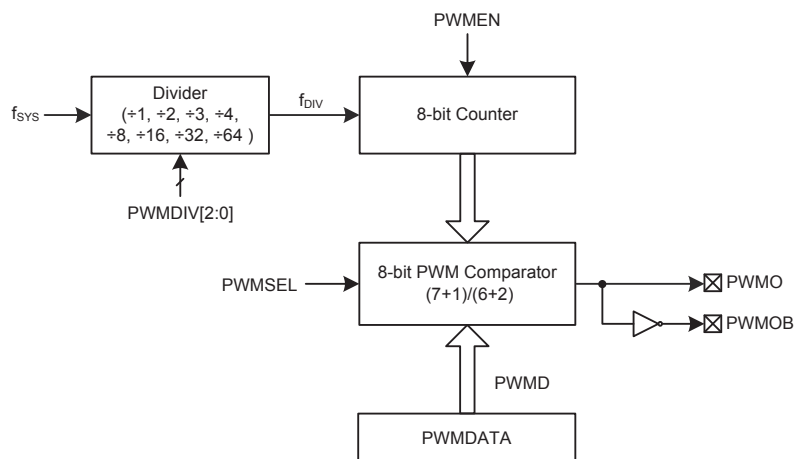 PWMEN
Divider
(÷1, ÷2, ÷3, ÷4,
÷8, ÷16, ÷32, ÷64 )
fSYS
fDIV
8-bit Counter
PWMDIV[2:0]
8-bit PWM Comparator
(7+1)/(6+2)
PWMSEL
PWMO
PWMOB
PWMD
PWMDATA